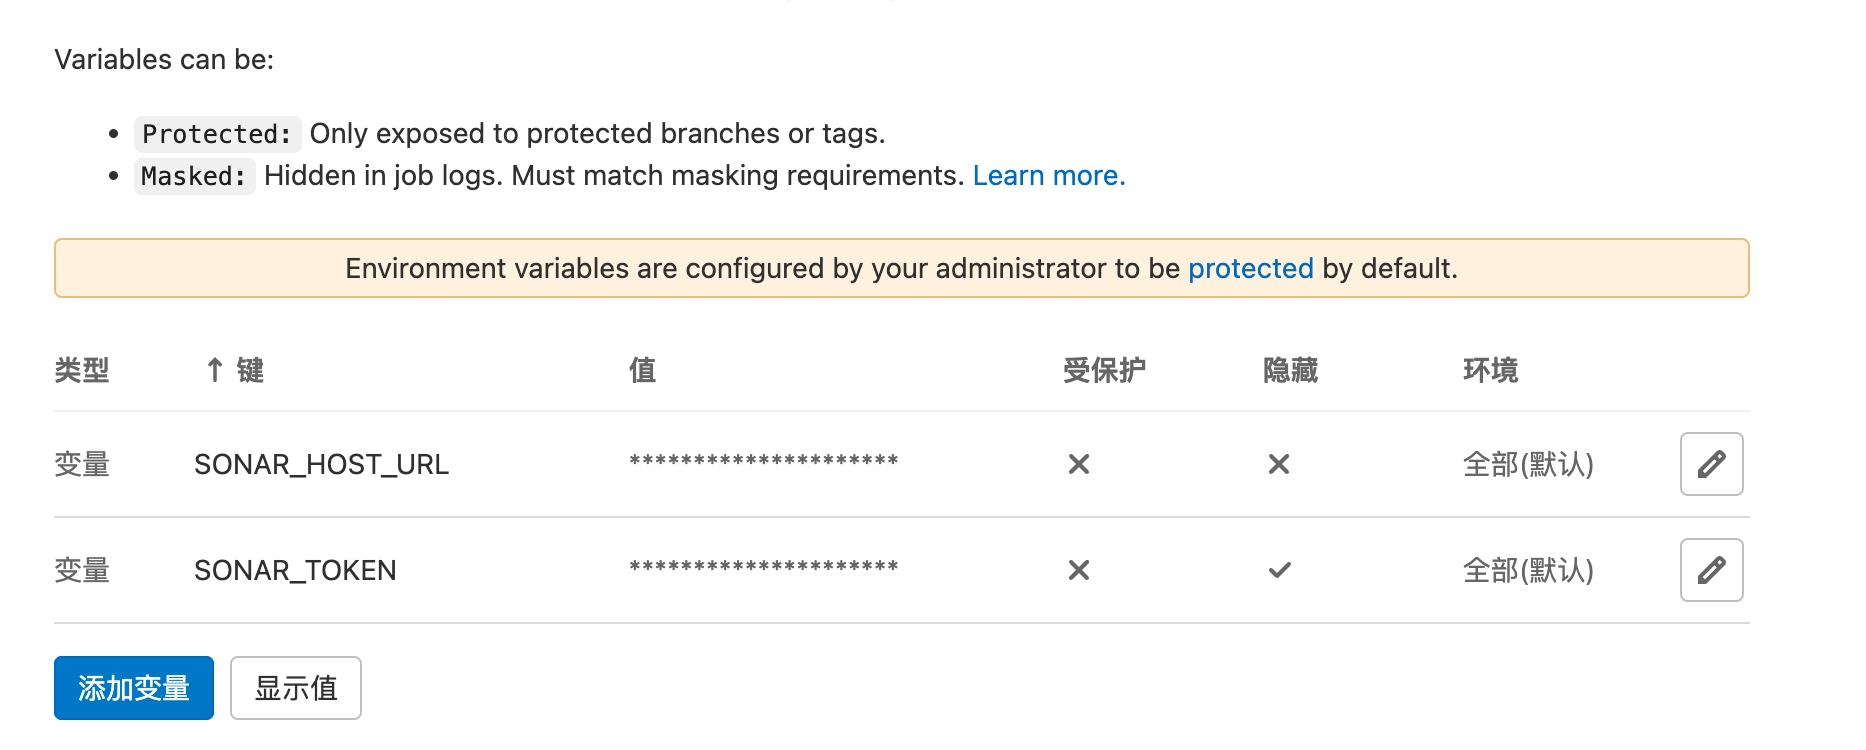 Variables can be:
• Protected: Only exposed to protected branches or tags.
• Masked: Hidden in job logs. Must match masking requirements. Learn more.
Environment variables are configured by your administrator to be protected by default.
类型 ↑ 键 值 受保护 隐藏 环境
变量 SONAR_HOST_URL ********************* ✕ ✕ 全部(默认)
变量 SONAR_TOKEN ********************* ✕ ✓ 全部(默认)
添加变量 显示值